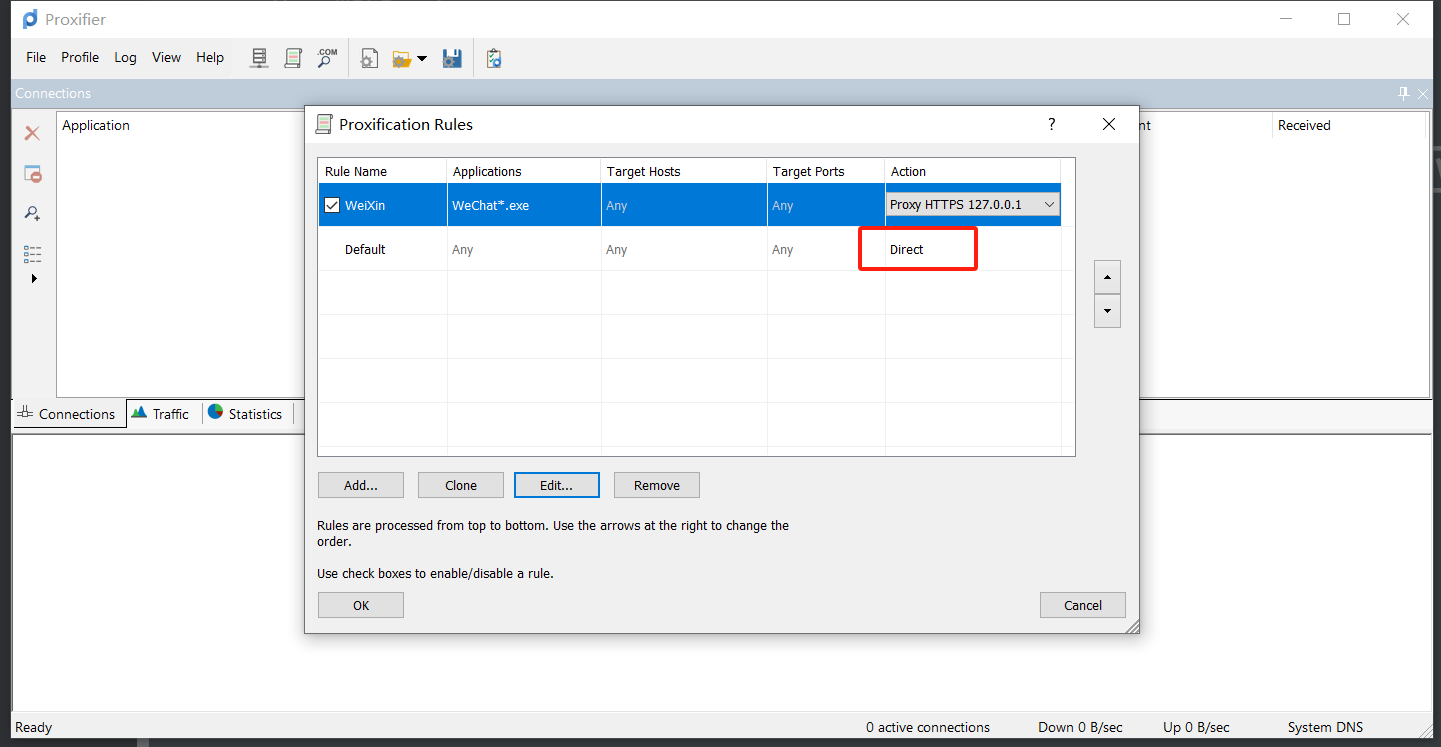 Proxifier
File Profile Log View Help .COM
Connections
Application
nt Received
Proxification Rules ?
Rule Name Applications Target Hosts Target Ports Action
WeiXin WeChat*.exe Any Any Proxy HTTPS 127.0.0.1
Default Any Any Any Direct
Connections Traffic Statistics
Add... Clone Edit... Remove
Rules are processed from top to bottom. Use the arrows at the right to change the
order.
Use check boxes to enable/disable a rule.
OK Cancel
Ready 0 active connections Down 0 B/sec Up 0 B/sec System DNS